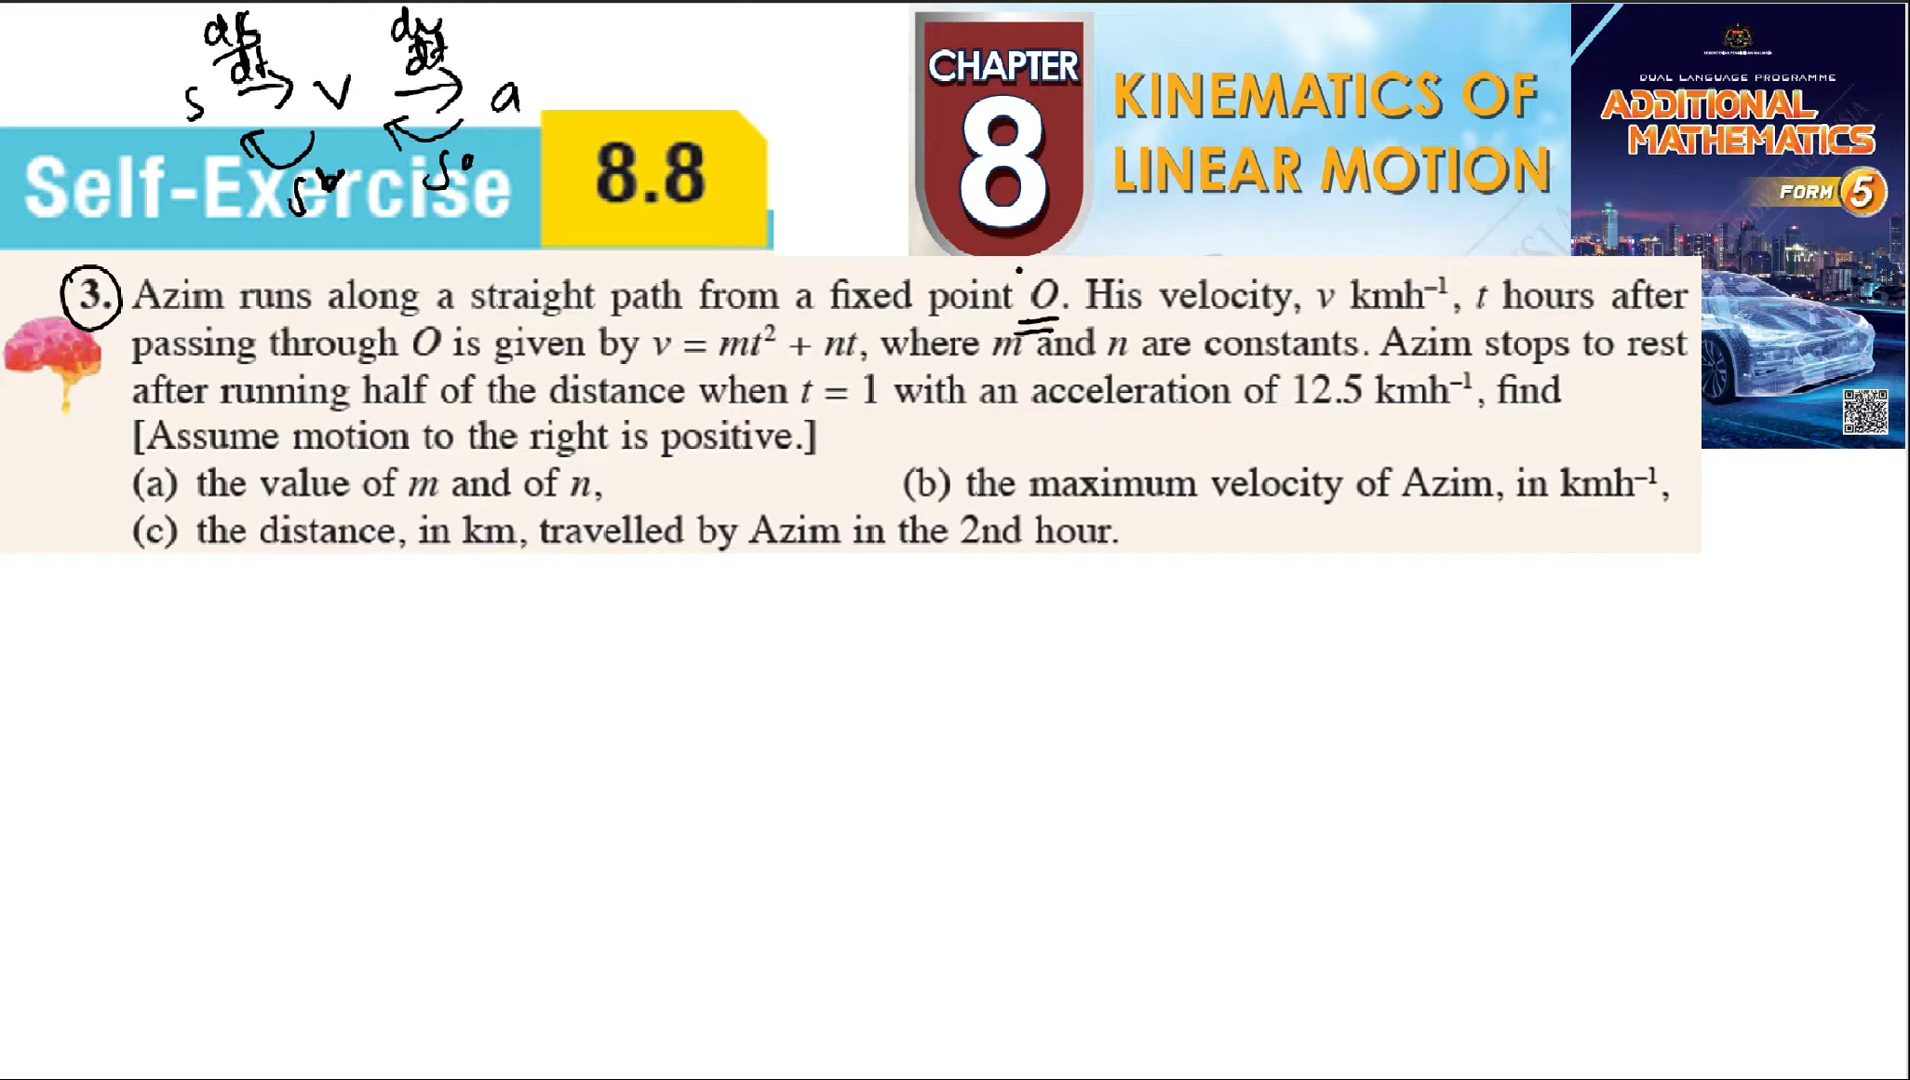 ds/dt dv/dt
s → v → a
∫v ∫a
Self-Exercise 8.8
CHAPTER 8
KINEMATICS OF
LINEAR MOTION
DUAL LANGUAGE PROGRAMME
ADDITIONAL
MATHEMATICS
FORM 5
3. Azim runs along a straight path from a fixed point O. His velocity, v kmh⁻¹, t hours after
passing through O is given by v = mt² + nt, where m and n are constants. Azim stops to rest
after running half of the distance when t = 1 with an acceleration of 12.5 kmh⁻¹, find
[Assume motion to the right is positive.]
(a) the value of m and of n, (b) the maximum velocity of Azim, in kmh⁻¹,
(c) the distance, in km, travelled by Azim in the 2nd hour.